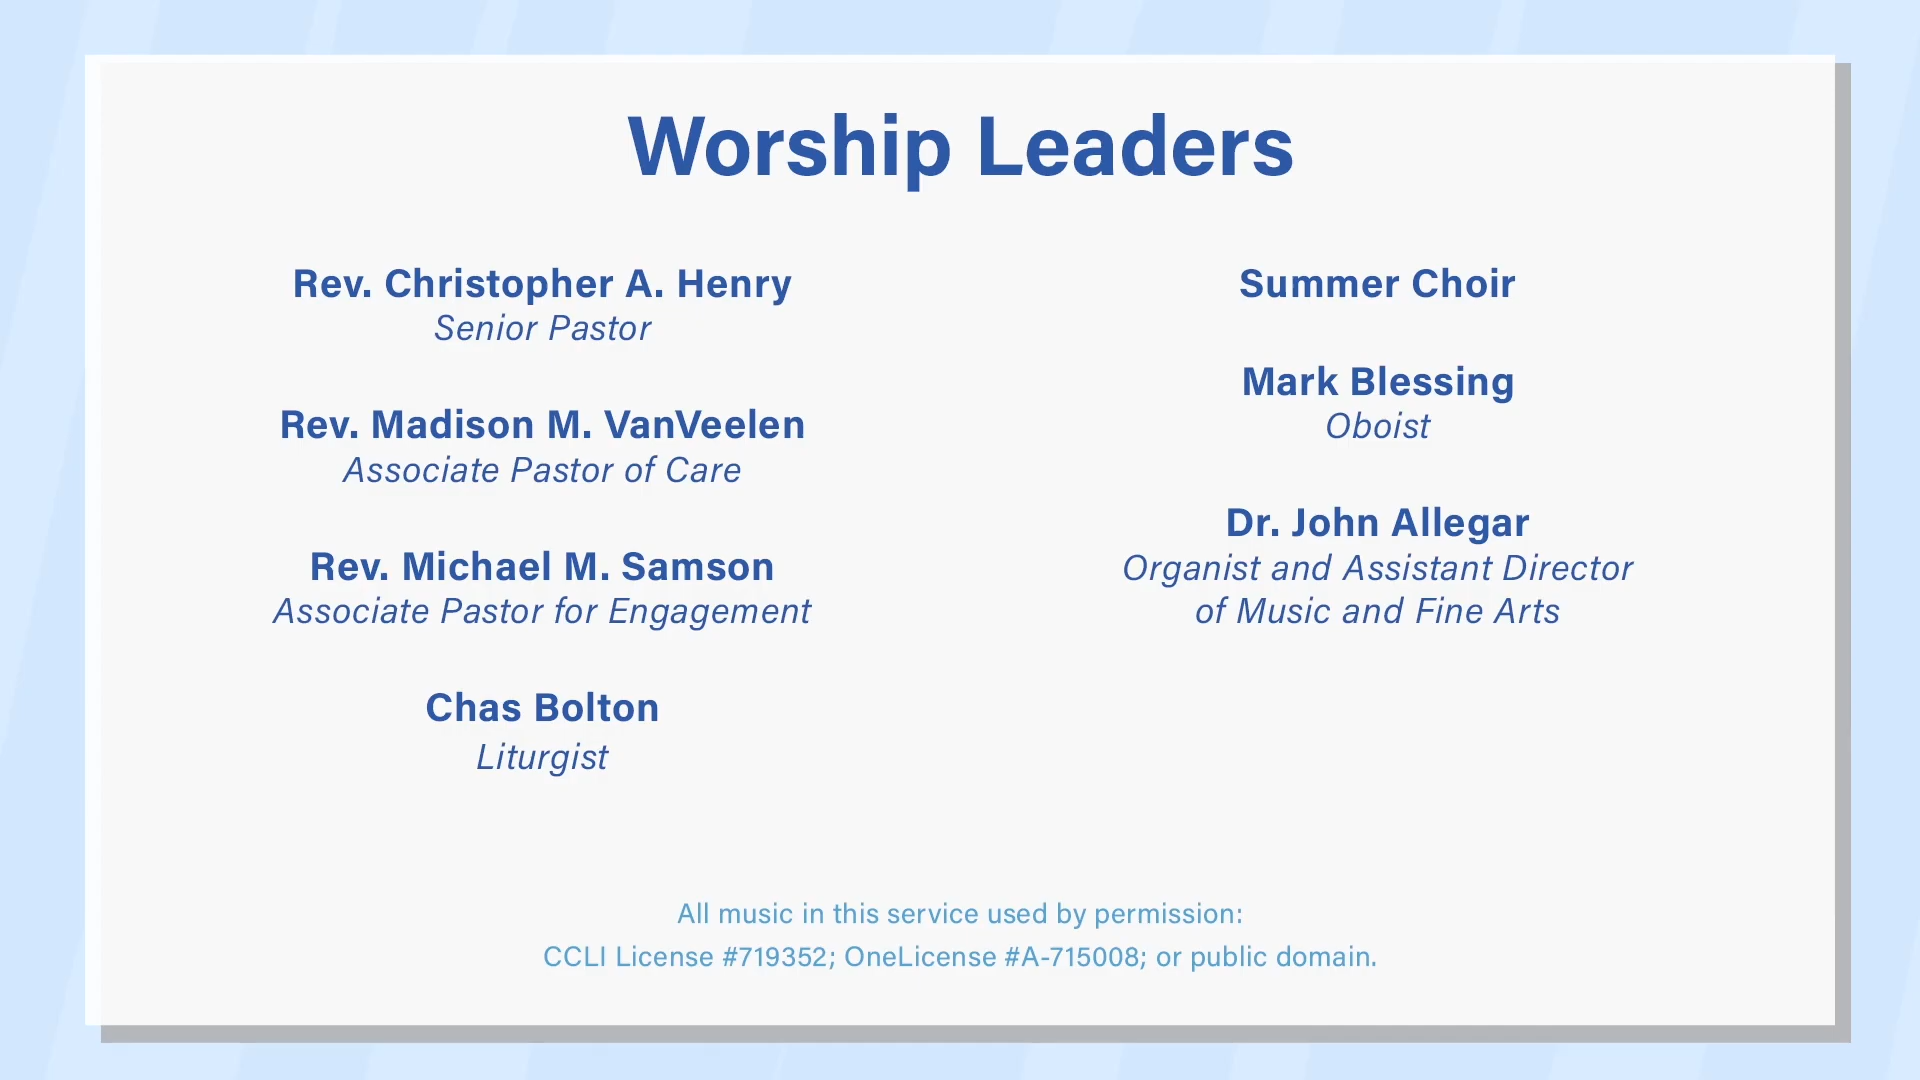 Worship Leaders
Rev. Christopher A. Henry
Senior Pastor
Rev. Madison M. VanVeelen
Associate Pastor of Care
Rev. Michael M. Samson
Associate Pastor for Engagement
Chas Bolton
Liturgist
Summer Choir
Mark Blessing
Oboist
Dr. John Allegar
Organist and Assistant Director
of Music and Fine Arts
All music in this service used by permission:
CCLI License #719352; OneLicense #A-715008; or public domain.